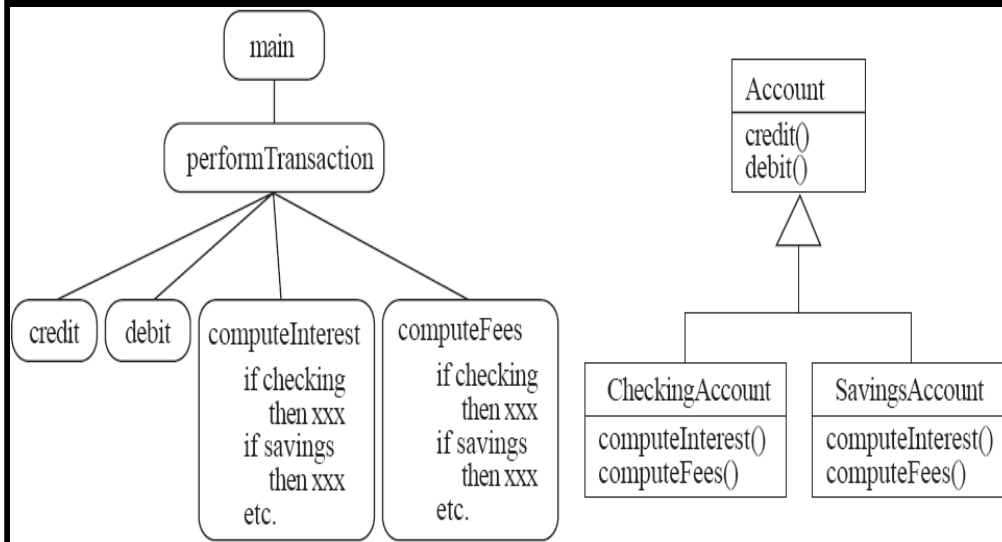 main
performTransaction
credit
debit
computeInterest
if checking
then xxx
if savings
then xxx
etc.
computeFees
if checking
then xxx
if savings
then xxx
etc.
Account
credit()
debit()
CheckingAccount
computeInterest()
computeFees()
SavingsAccount
computeInterest()
computeFees()